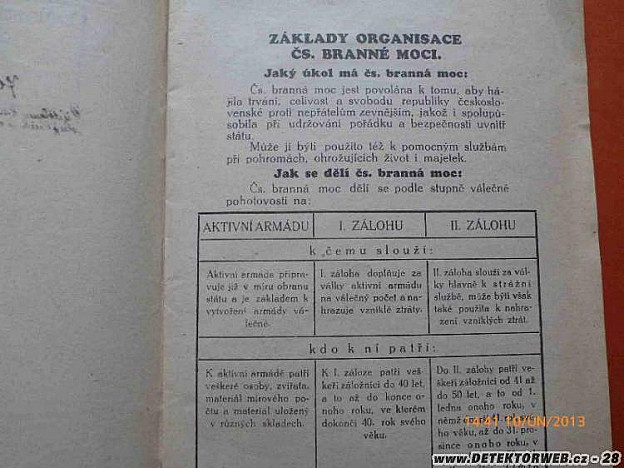 ZÁKLADY ORGANISACE
ČS. BRANNÉ MOCI.
Jaký úkol má čs. branná moc:
Čs. branná moc jest povolána k tomu, aby há-
jila trvání, celivost a svobodu republiky českoslo-
venské proti nepřátelům zevnějším, jakož i spolupů-
sobila při udržování pořádku a bezpečnosti uvnitř
státu.
Může jí býti použito též k pomocným službám
při pohromách, ohrožujících život i majetek.
Jak se dělí čs. branná moc:
Čs. branná moc dělí se podle stupně válečné
pohotovosti na:
AKTIVNÍ ARMÁDU
I. ZÁLOHU
II. ZÁLOHU
k čemu slouží:
Aktivní armáda připra-
vuje již v míru obranu
státu a je základem k
vytvoření armády vá-
lečné.
I. záloha doplňuje za
války aktivní armádu
na válečný počet a na-
hrazuje vzniklé ztráty.
II. záloha slouží za vál-
ky hlavně k strážní
službě, může býti však
také použita k nahra-
zení vzniklých ztrát.
kdo k ní patří:
K aktivní armádě patří
veškeré osoby, zvířata,
materiál mírového po-
čtu a materiál uložený
v různých skladech.
K I. záloze patří veš-
keří záložníci do 40 let,
a to až do konce
onoho roku, ve kterém
dokončí 40. rok svého
věku.
Do II. zálohy patří veš-
keří záložníci od 41 až
do 50 let, a to od 1.
ledna onoho roku, v
němž
věku, až do 31. prosin-
ce onoho roku, v
14:41 10/JUN/2013
WWW.DETEKTORWEB.cz - 28